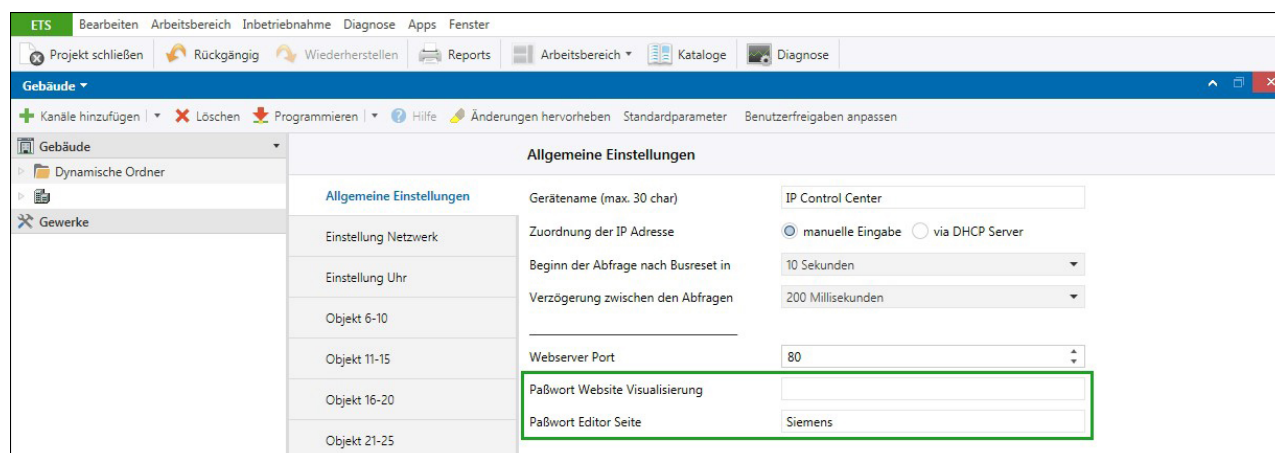 ETS Bearbeiten Arbeitsbereich Inbetriebnahme Diagnose Apps Fenster
Projekt schließen Rückgängig Wiederherstellen Reports Arbeitsbereich Kataloge Diagnose
Gebäude
Kanäle hinzufügen Löschen Programmieren Hilfe Änderungen hervorheben Standardparameter Benutzerfreigaben anpassen
Gebäude
Dynamische Ordner
Gewerke
Allgemeine Einstellungen
Einstellung Netzwerk
Einstellung Uhr
Objekt 6-10
Objekt 11-15
Objekt 16-20
Objekt 21-25
Allgemeine Einstellungen
Gerätename (max. 30 char) IP Control Center
Zuordnung der IP Adresse manuelle Eingabe via DHCP Server
Beginn der Abfrage nach Busreset in 10 Sekunden
Verzögerung zwischen den Abfragen 200 Millisekunden
Webserver Port 80
Paßwort Website Visualisierung
Paßwort Editor Seite Siemens